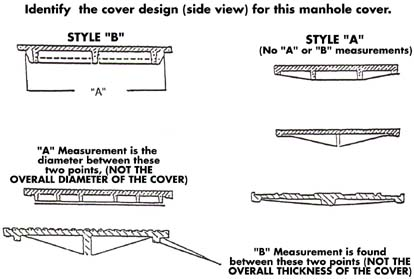 Identify the cover design (side view) for this manhole cover.
STYLE "B"
"A"
"A" Measurement is the
diameter between these
two points, (NOT THE
OVERALL DIAMETER OF THE COVER)
STYLE "A"
(No "A" or "B" measurements)
"B" Measurement is found
between these two points (NOT THE
OVERALL THICKNESS OF THE COVER)